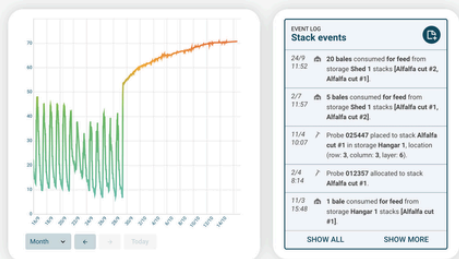 EVENT LOG
Stack events
24/9 11:52
20 bales consumed for feed from
storage Shed 1 stacks [Alfalfa cut #2,
Alfalfa cut #1].
2/7 11:57
5 bales consumed for feed from
storage Shed 1 stacks [Alfalfa cut #1,
Alfalfa cut #2].
11/4 10:07
Probe 025447 placed to stack Alfalfa
cut #1 in storage Hangar 1, location
(row: 3, column: 3, layer: 6).
2/4 8:14
Probe 012357 allocated to stack
Alfalfa cut #1.
11/3 15:48
1 bale consumed for feed from
storage Hangar 1 stacks [Alfalfa cut
#1].
SHOW ALL SHOW MORE
70
60
50
40
30
20
10
0
Month
Today